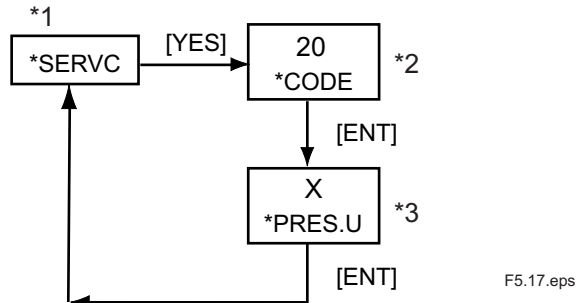 *1
*SERVC
[YES]
20
*CODE
*2
[ENT]
X
*PRES.U
*3
[ENT]
F5.17.eps